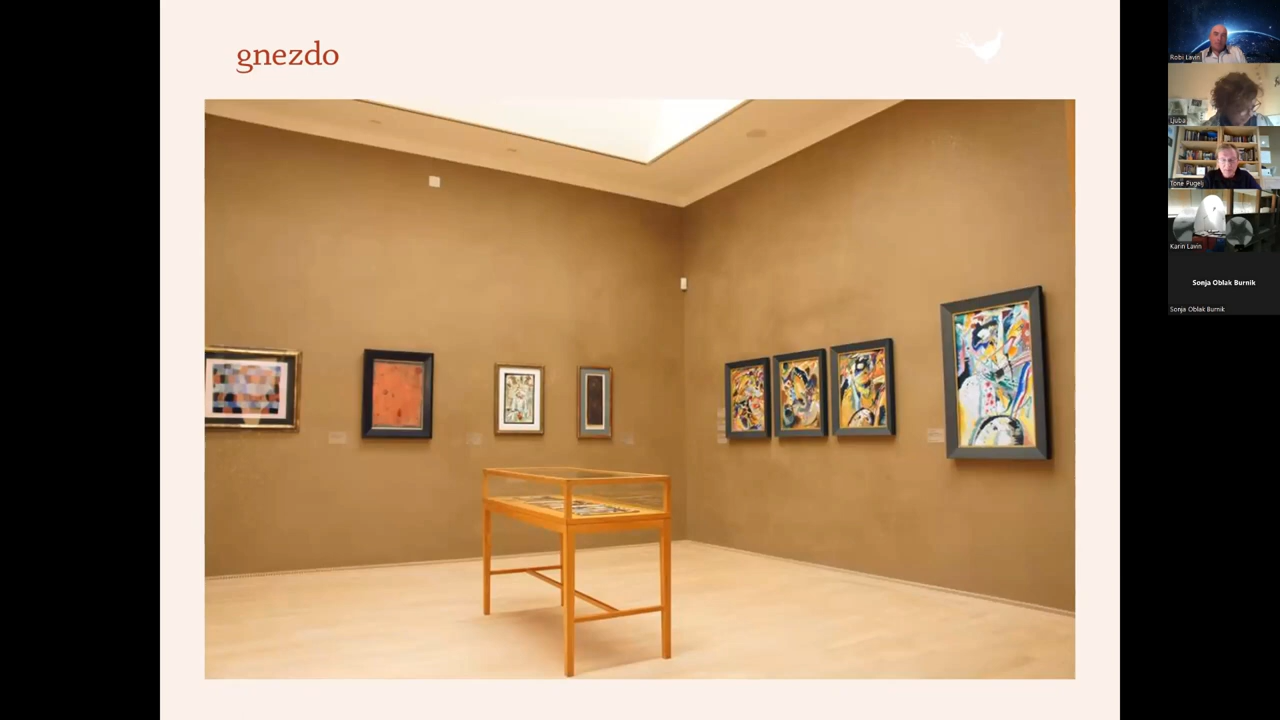 gnezdo
Robi Lavin
Ljuba
Tone Pugelj
Karin Lavin
Sonja Oblak Burnik
Sonja Oblak Burnik